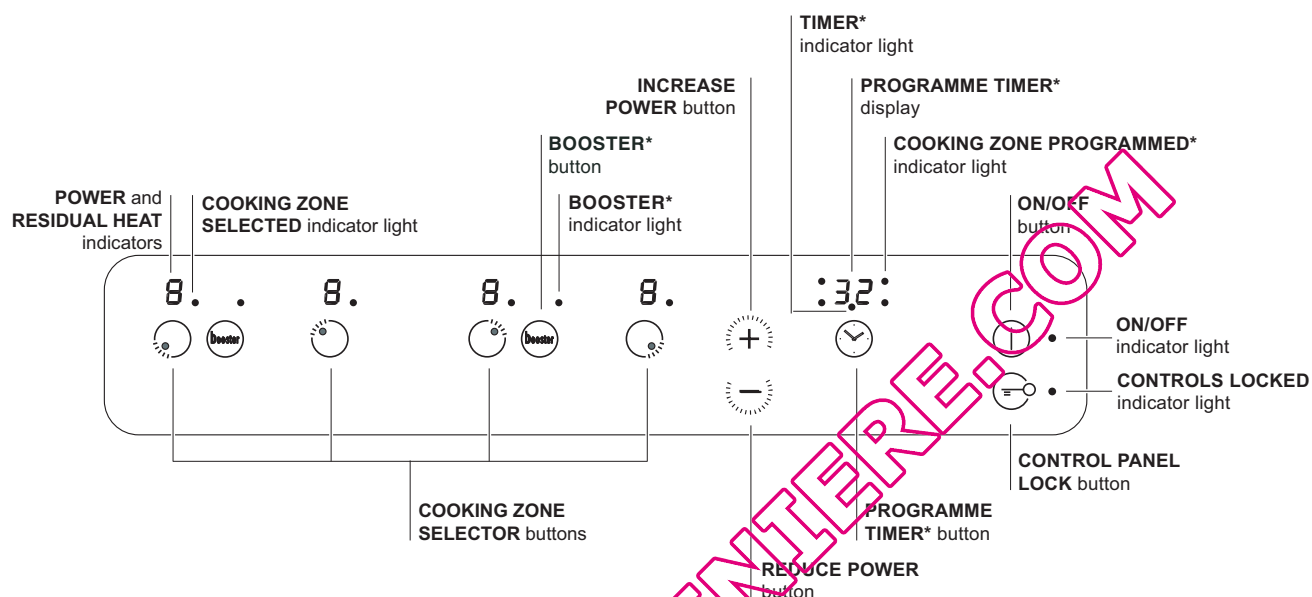 TIMER*
indicator light
INCREASE
POWER button
PROGRAMME TIMER*
display
BOOSTER*
button
COOKING ZONE PROGRAMMED*
indicator light
POWER and
RESIDUAL HEAT
indicators
COOKING ZONE
SELECTED indicator light
BOOSTER*
indicator light
ON/OFF
button
8. 8. 8. 8. 32
booster booster
ON/OFF
indicator light
CONTROLS LOCKED
indicator light
CONTROL PANEL
LOCK button
COOKING ZONE
SELECTOR buttons
PROGRAMME
TIMER* button
REDUCE POWER
button
NTIERE.COM